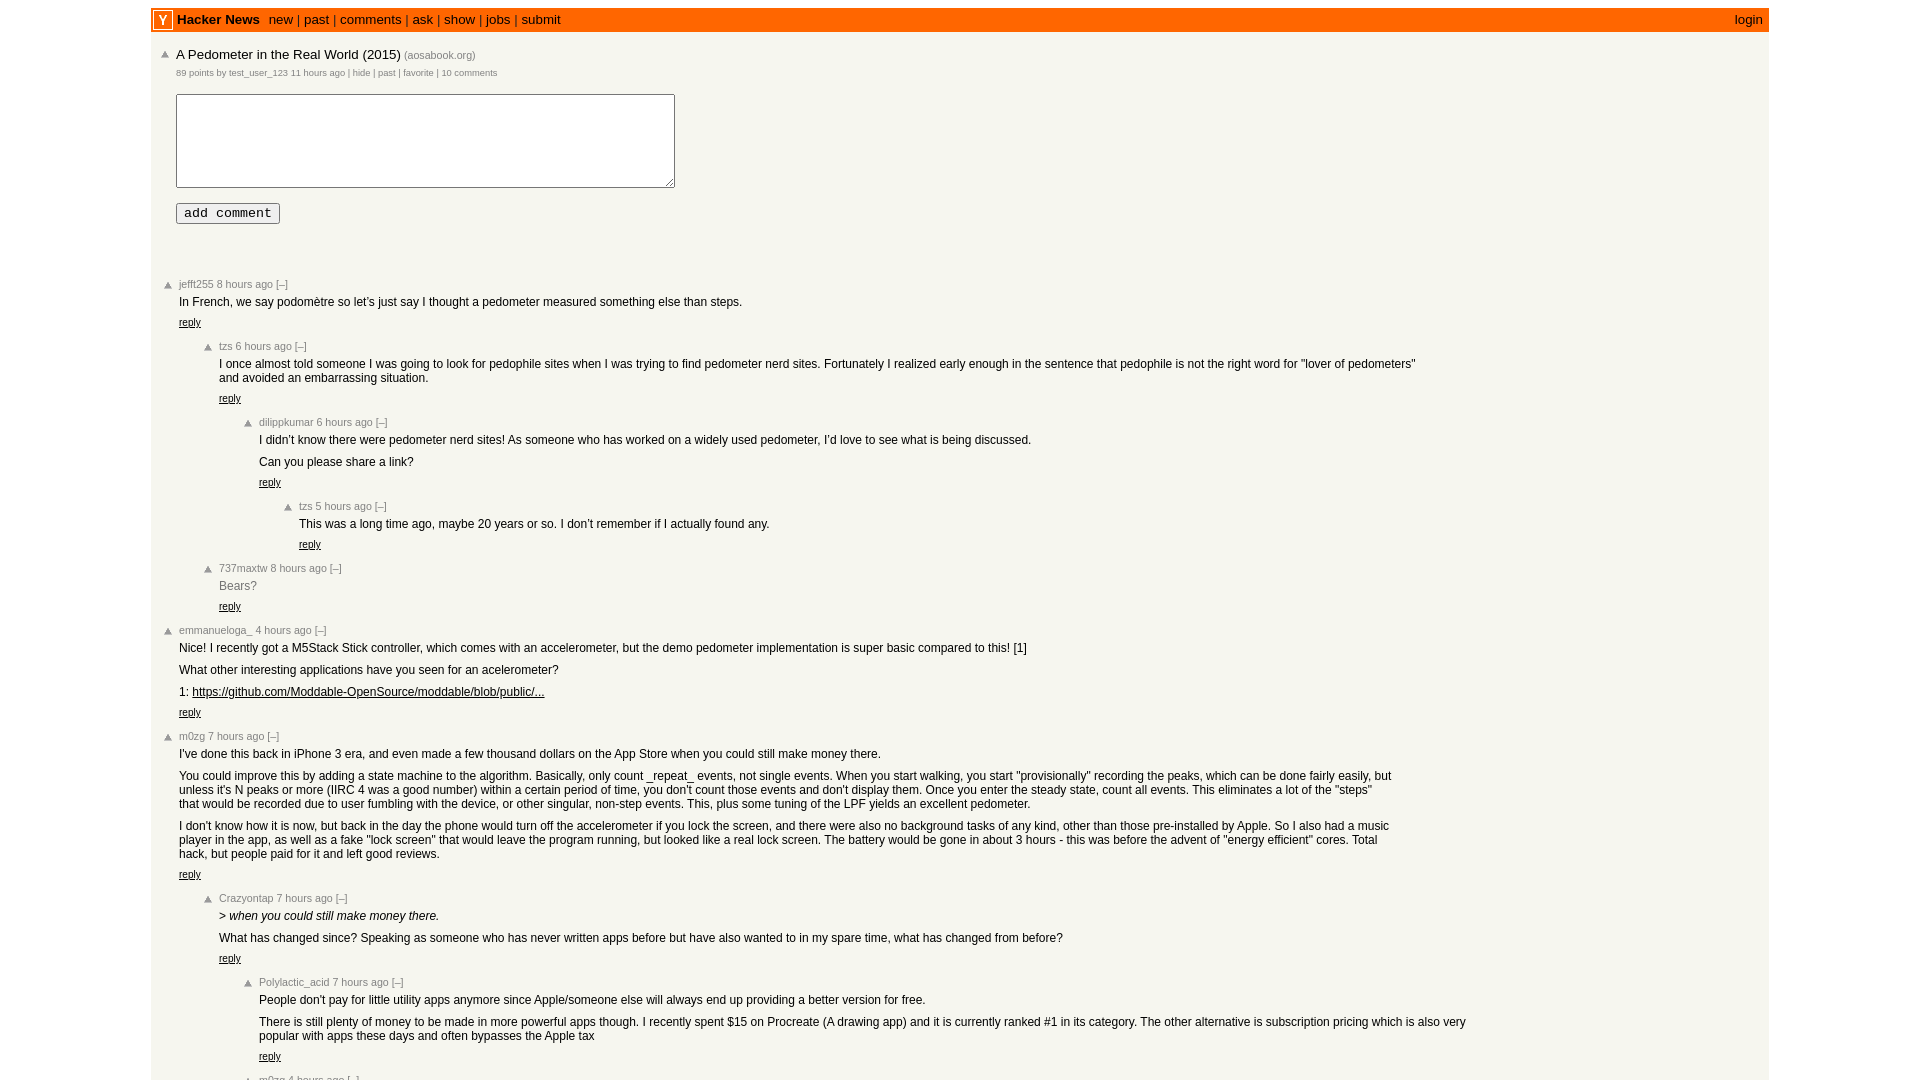 Y Hacker News new | past | comments | ask | show | jobs | submit login
A Pedometer in the Real World (2015) (aosabook.org)
89 points by test_user_123 11 hours ago | hide | past | favorite | 10 comments
add comment
jefft255 8 hours ago [–]
In French, we say podomètre so let’s just say I thought a pedometer measured something else than steps.
reply
tzs 6 hours ago [–]
I once almost told someone I was going to look for pedophile sites when I was trying to find pedometer nerd sites. Fortunately I realized early enough in the sentence that pedophile is not the right word for "lover of pedometers"
and avoided an embarrassing situation.
reply
dilippkumar 6 hours ago [–]
I didn’t know there were pedometer nerd sites! As someone who has worked on a widely used pedometer, I’d love to see what is being discussed.
Can you please share a link?
reply
tzs 5 hours ago [–]
This was a long time ago, maybe 20 years or so. I don’t remember if I actually found any.
reply
737maxtw 8 hours ago [–]
Bears?
reply
emmanueloga_ 4 hours ago [–]
Nice! I recently got a M5Stack Stick controller, which comes with an accelerometer, but the demo pedometer implementation is super basic compared to this! [1]
What other interesting applications have you seen for an acelerometer?
1: https://github.com/Moddable-OpenSource/moddable/blob/public/...
reply
m0zg 7 hours ago [–]
I've done this back in iPhone 3 era, and even made a few thousand dollars on the App Store when you could still make money there.
You could improve this by adding a state machine to the algorithm. Basically, only count _repeat_ events, not single events. When you start walking, you start "provisionally" recording the peaks, which can be done fairly easily, but
unless it's N peaks or more (IIRC 4 was a good number) within a certain period of time, you don't count those events and don't display them. Once you enter the steady state, count all events. This eliminates a lot of the "steps"
that would be recorded due to user fumbling with the device, or other singular, non-step events. This, plus some tuning of the LPF yields an excellent pedometer.
I don't know how it is now, but back in the day the phone would turn off the accelerometer if you lock the screen, and there were also no background tasks of any kind, other than those pre-installed by Apple. So I also had a music
player in the app, as well as a fake "lock screen" that would leave the program running, but looked like a real lock screen. The battery would be gone in about 3 hours - this was before the advent of "energy efficient" cores. Total
hack, but people paid for it and left good reviews.
reply
Crazyontap 7 hours ago [–]
> when you could still make money there.
What has changed since? Speaking as someone who has never written apps before but have also wanted to in my spare time, what has changed from before?
reply
Polylactic_acid 7 hours ago [–]
People don't pay for little utility apps anymore since Apple/someone else will always end up providing a better version for free.
There is still plenty of money to be made in more powerful apps though. I recently spent $15 on Procreate (A drawing app) and it is currently ranked #1 in its category. The other alternative is subscription pricing which is also very
popular with apps these days and often bypasses the Apple tax
reply
m0zg 4 hours ago [–]